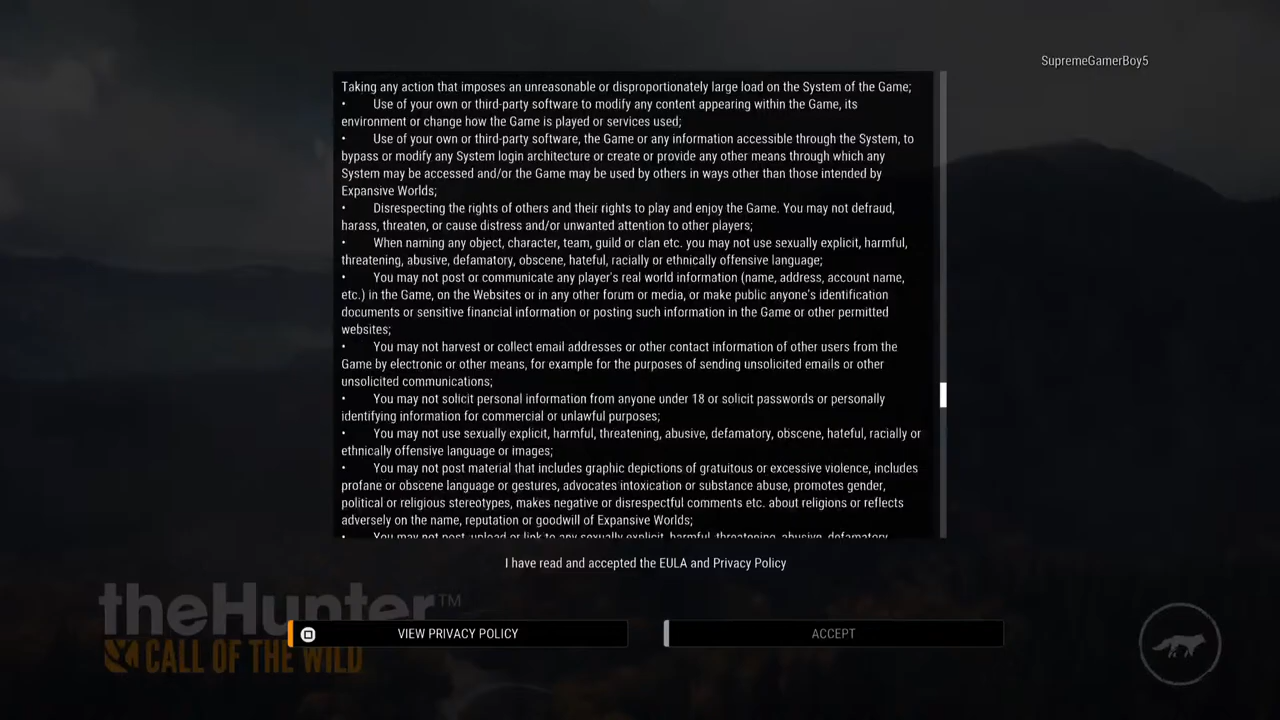 SupremeGamerBoy5
Taking any action that imposes an unreasonable or disproportionately large load on the System of the Game;
• Use of your own or third-party software to modify any content appearing within the Game, its
environment or change how the Game is played or services used;
• Use of your own or third-party software, the Game or any information accessible through the System, to
bypass or modify any System login architecture or create or provide any other means through which any
System may be accessed and/or the Game may be used by others in ways other than those intended by
Expansive Worlds;
• Disrespecting the rights of others and their rights to play and enjoy the Game. You may not defraud,
harass, threaten, or cause distress and/or unwanted attention to other players;
• When naming any object, character, team, guild or clan etc. you may not use sexually explicit, harmful,
threatening, abusive, defamatory, obscene, hateful, racially or ethnically offensive language;
• You may not post or communicate any player's real world information (name, address, account name,
etc.) in the Game, on the Websites or in any other forum or media, or make public anyone's identification
documents or sensitive financial information or posting such information in the Game or other permitted
websites;
• You may not harvest or collect email addresses or other contact information of other users from the
Game by electronic or other means, for example for the purposes of sending unsolicited emails or other
unsolicited communications;
• You may not solicit personal information from anyone under 18 or solicit passwords or personally
identifying information for commercial or unlawful purposes;
• You may not use sexually explicit, harmful, threatening, abusive, defamatory, obscene, hateful, racially or
ethnically offensive language or images;
• You may not post material that includes graphic depictions of gratuitous or excessive violence, includes
profane or obscene language or gestures, advocates intoxication or substance abuse, promotes gender,
political or religious stereotypes, makes negative or disrespectful comments etc. about religions or reflects
adversely on the name, reputation or goodwill of Expansive Worlds;
• You may not post, upload or link to any sexually explicit, harmful, threatening, abusive, defamatory,
I have read and accepted the EULA and Privacy Policy
theHunter™
CALL OF THE WILD
VIEW PRIVACY POLICY
ACCEPT